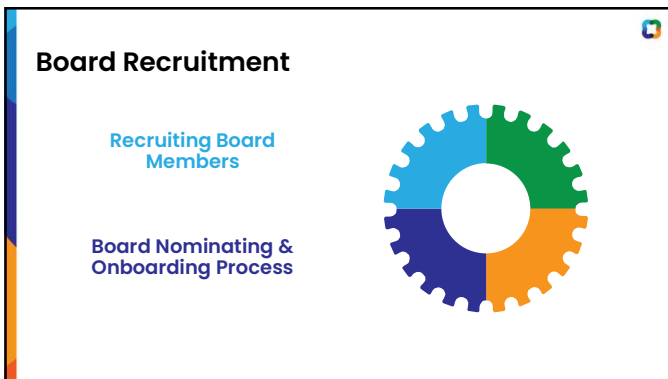 Board Recruitment
Recruiting Board
Members
Board Nominating &
Onboarding Process